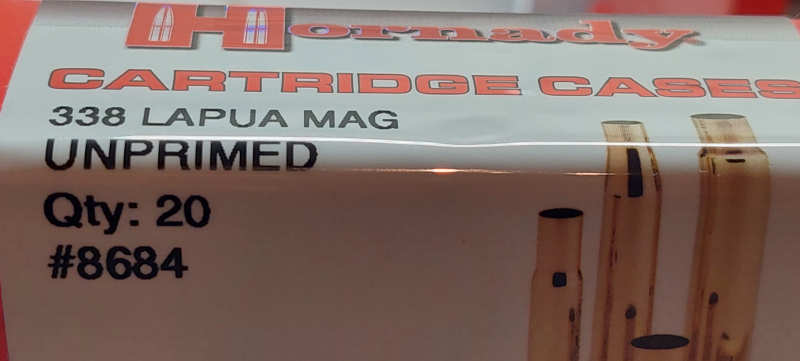 Hornady
CARTRIDGE CASES
338 LAPUA MAG
UNPRIMED
Qty: 20
#8684